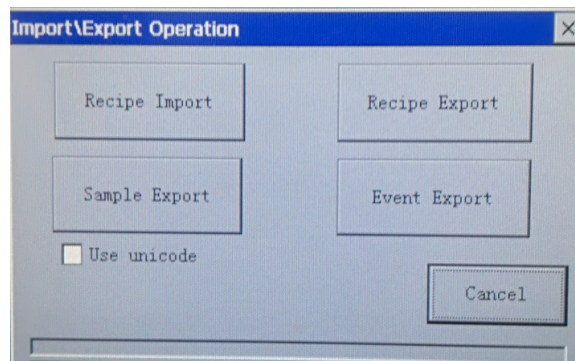 Import\Export Operation
Recipe Import
Recipe Export
Sample Export
Event Export
Use unicode
Cancel